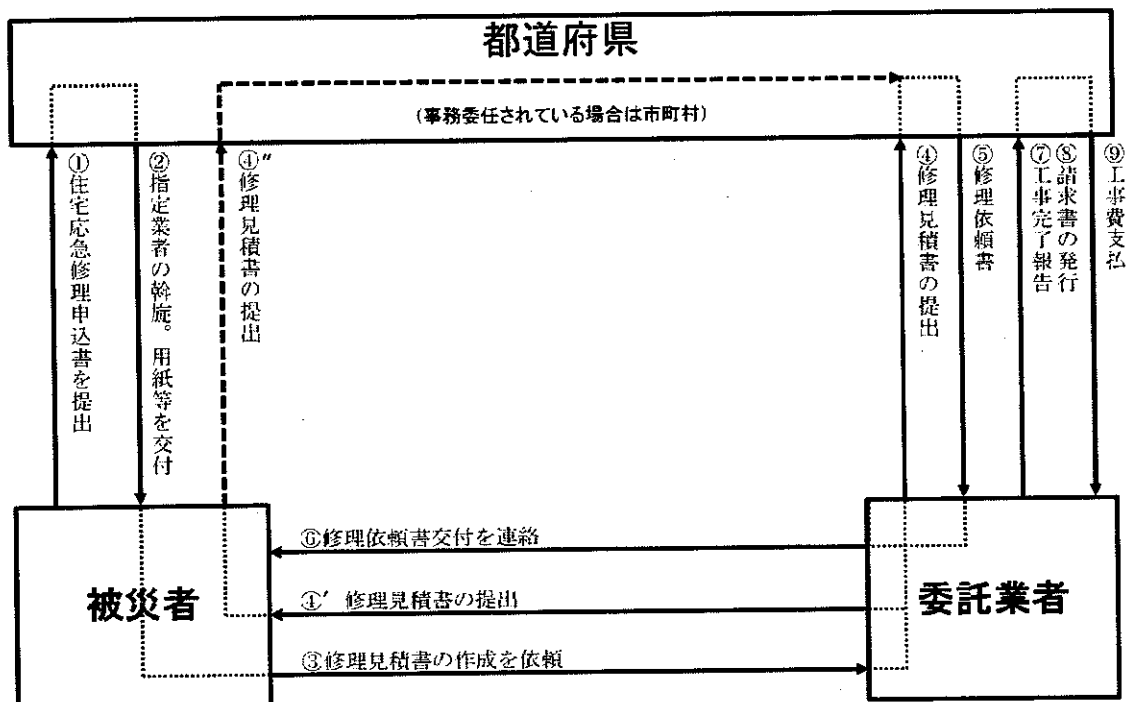 都道府県
(事務委任されている場合は市町村)
①住宅応急修理申込書を提出
②指定業者の斡旋。用紙等を交付
④"修理見積書の提出
④修理見積書の提出
⑤修理依頼書
⑦工事完了報告
⑧請求書の発行
⑨工事費支払
⑥修理依頼書交付を連絡
④'修理見積書の提出
③修理見積書の作成を依頼
被災者
委託業者